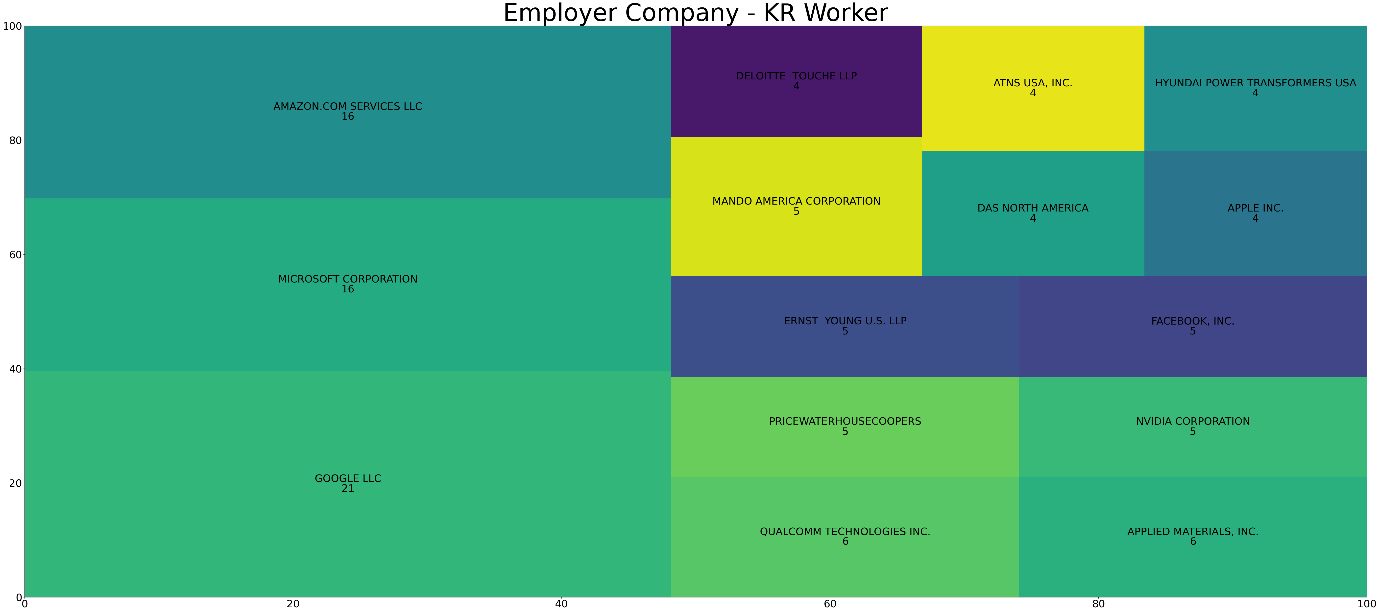 Employer Company - KR Worker
100
80
60
40
20
0
AMAZON.COM SERVICES LLC
16
MICROSOFT CORPORATION
16
GOOGLE LLC
21
DELOITTE  TOUCHE LLP
4
ATNS USA, INC.
4
HYUNDAI POWER TRANSFORMERS USA
4
MANDO AMERICA CORPORATION
5
DAS NORTH AMERICA
4
APPLE INC.
4
ERNST  YOUNG U.S. LLP
5
FACEBOOK, INC.
5
PRICEWATERHOUSECOOPERS
5
NVIDIA CORPORATION
5
QUALCOMM TECHNOLOGIES INC.
6
APPLIED MATERIALS, INC.
6
0 20 40 60 80 100